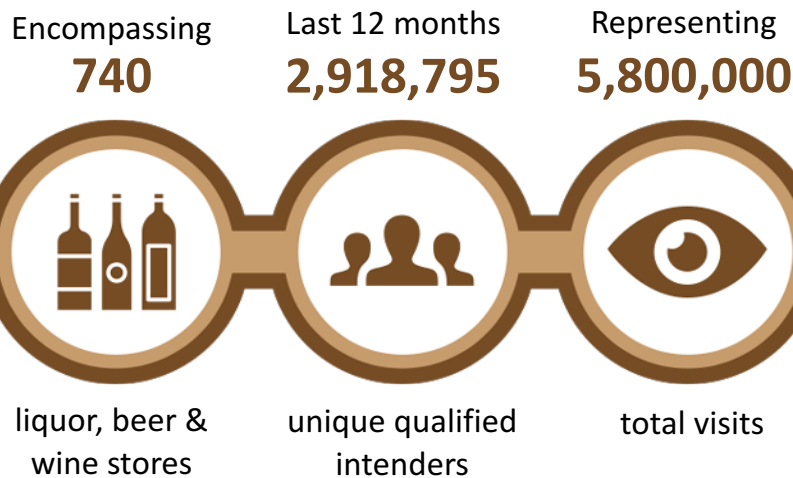 Encompassing
740
liquor, beer &
wine stores
Last 12 months
2,918,795
unique qualified
intenders
Representing
5,800,000
total visits